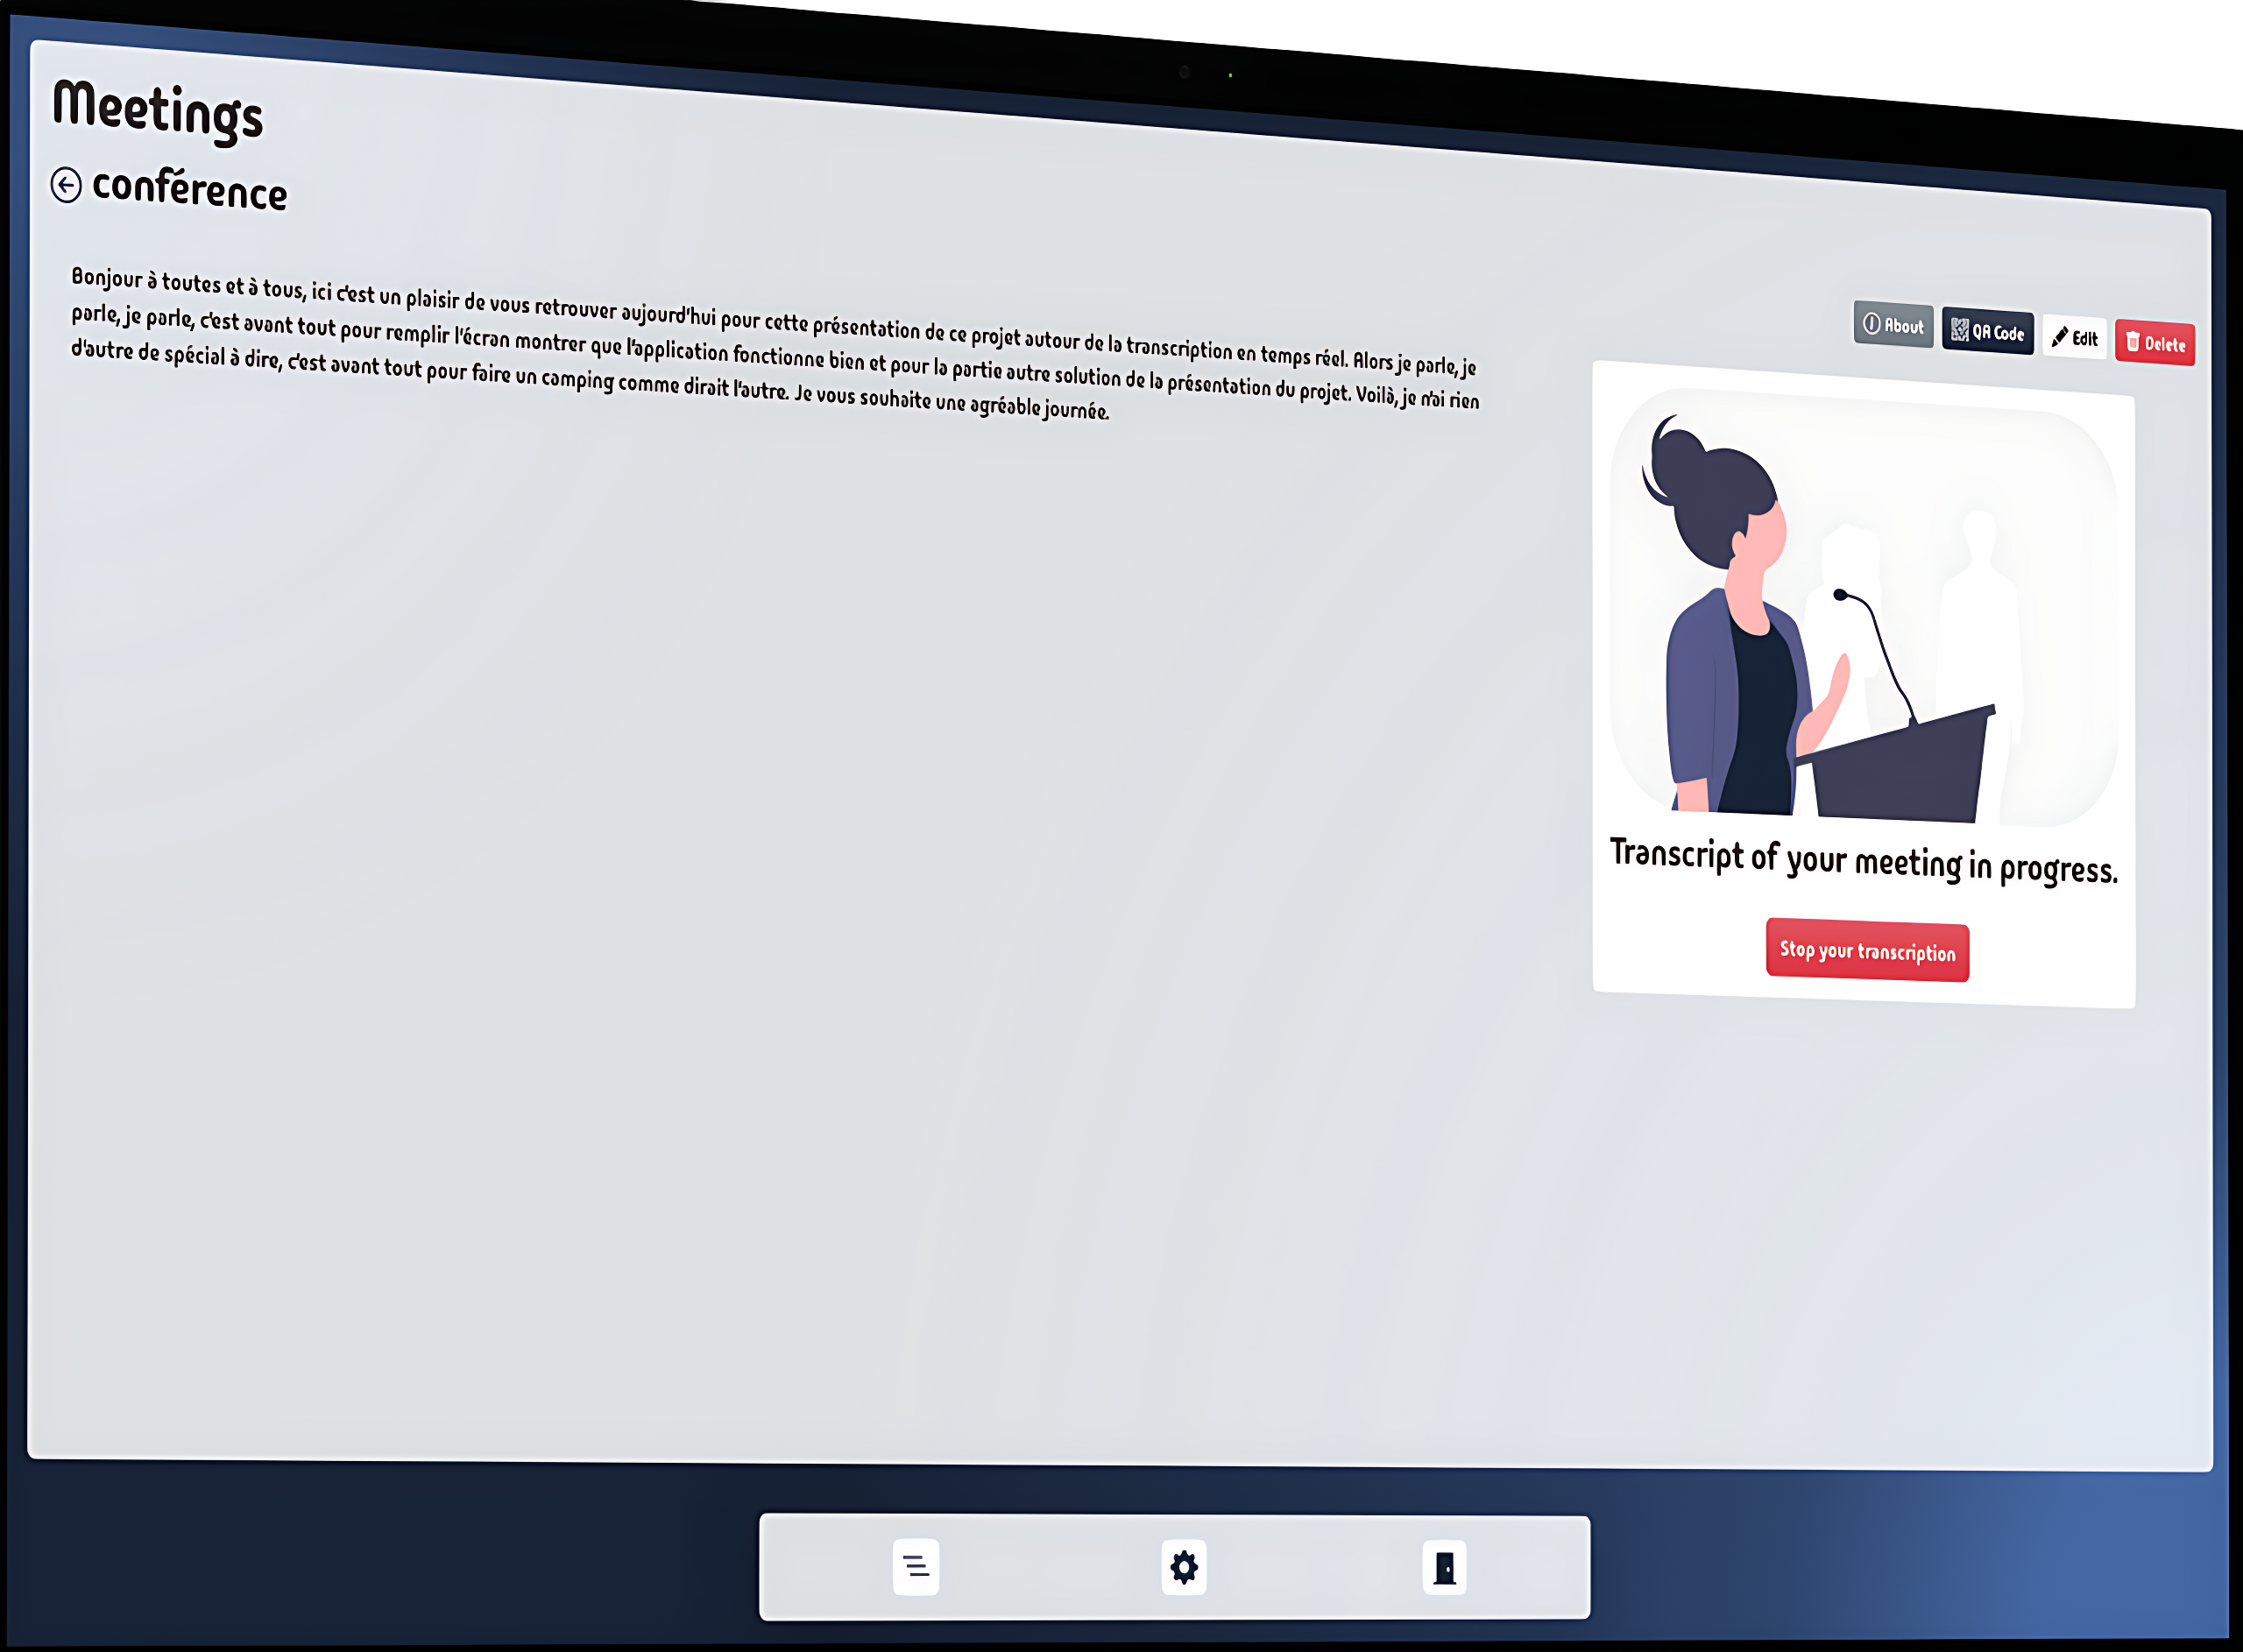 Meetings
conférence
Bonjour à toutes et à tous, ici c'est un plaisir de vous retrouver aujourd'hui pour cette présentation de ce projet autour de la transcription en temps réel. Alors je parle, je
parle, je parle, c'est avant tout pour remplir l'écran montrer que l'application fonctionne bien et pour la partie autre solution de la présentation du projet. Voilà, je n'ai rien
d'autre de spécial à dire, c'est avant tout pour faire un camping comme dirait l'autre. Je vous souhaite une agréable journée.
About
QA Code
Edit
Delete
Transcript of your meeting in progress.
Stop your transcription